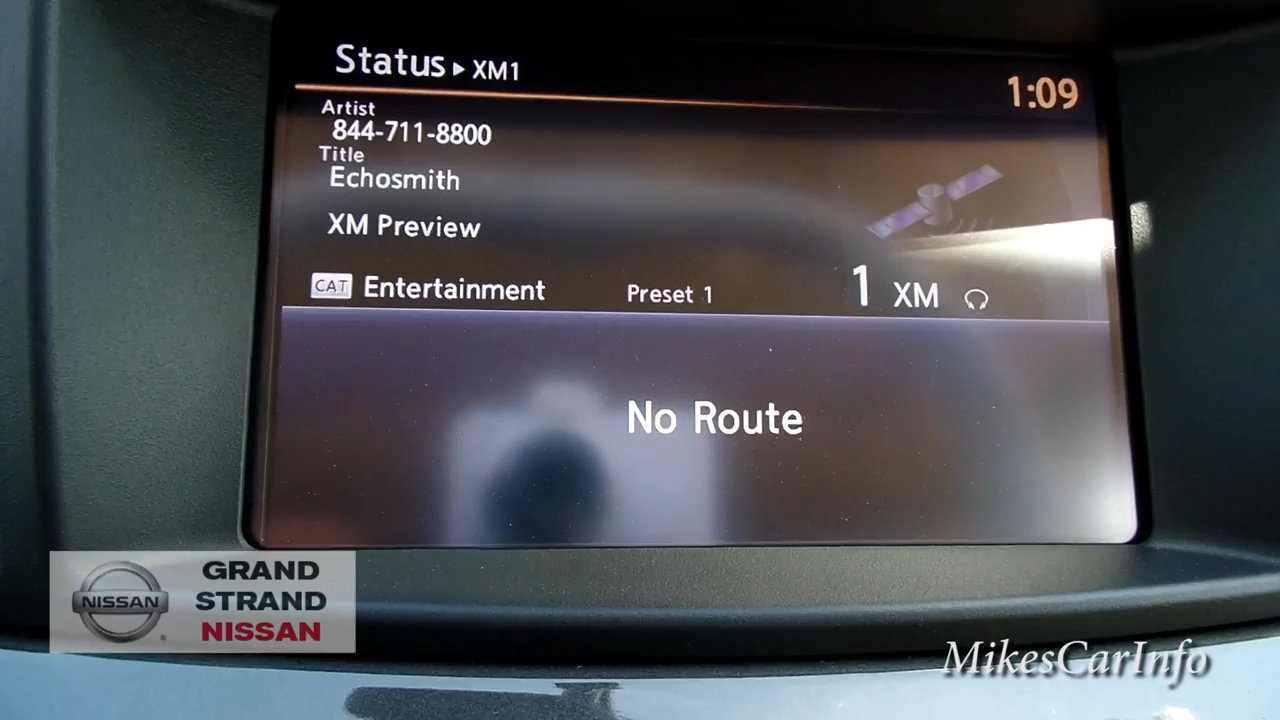 Status ▸ XM1
1:09
Artist
844-711-8800
Title
Echosmith
XM Preview
CAT Entertainment Preset 1 1 XM
No Route
NISSAN
GRAND
STRAND
NISSAN
MikesCarInfo